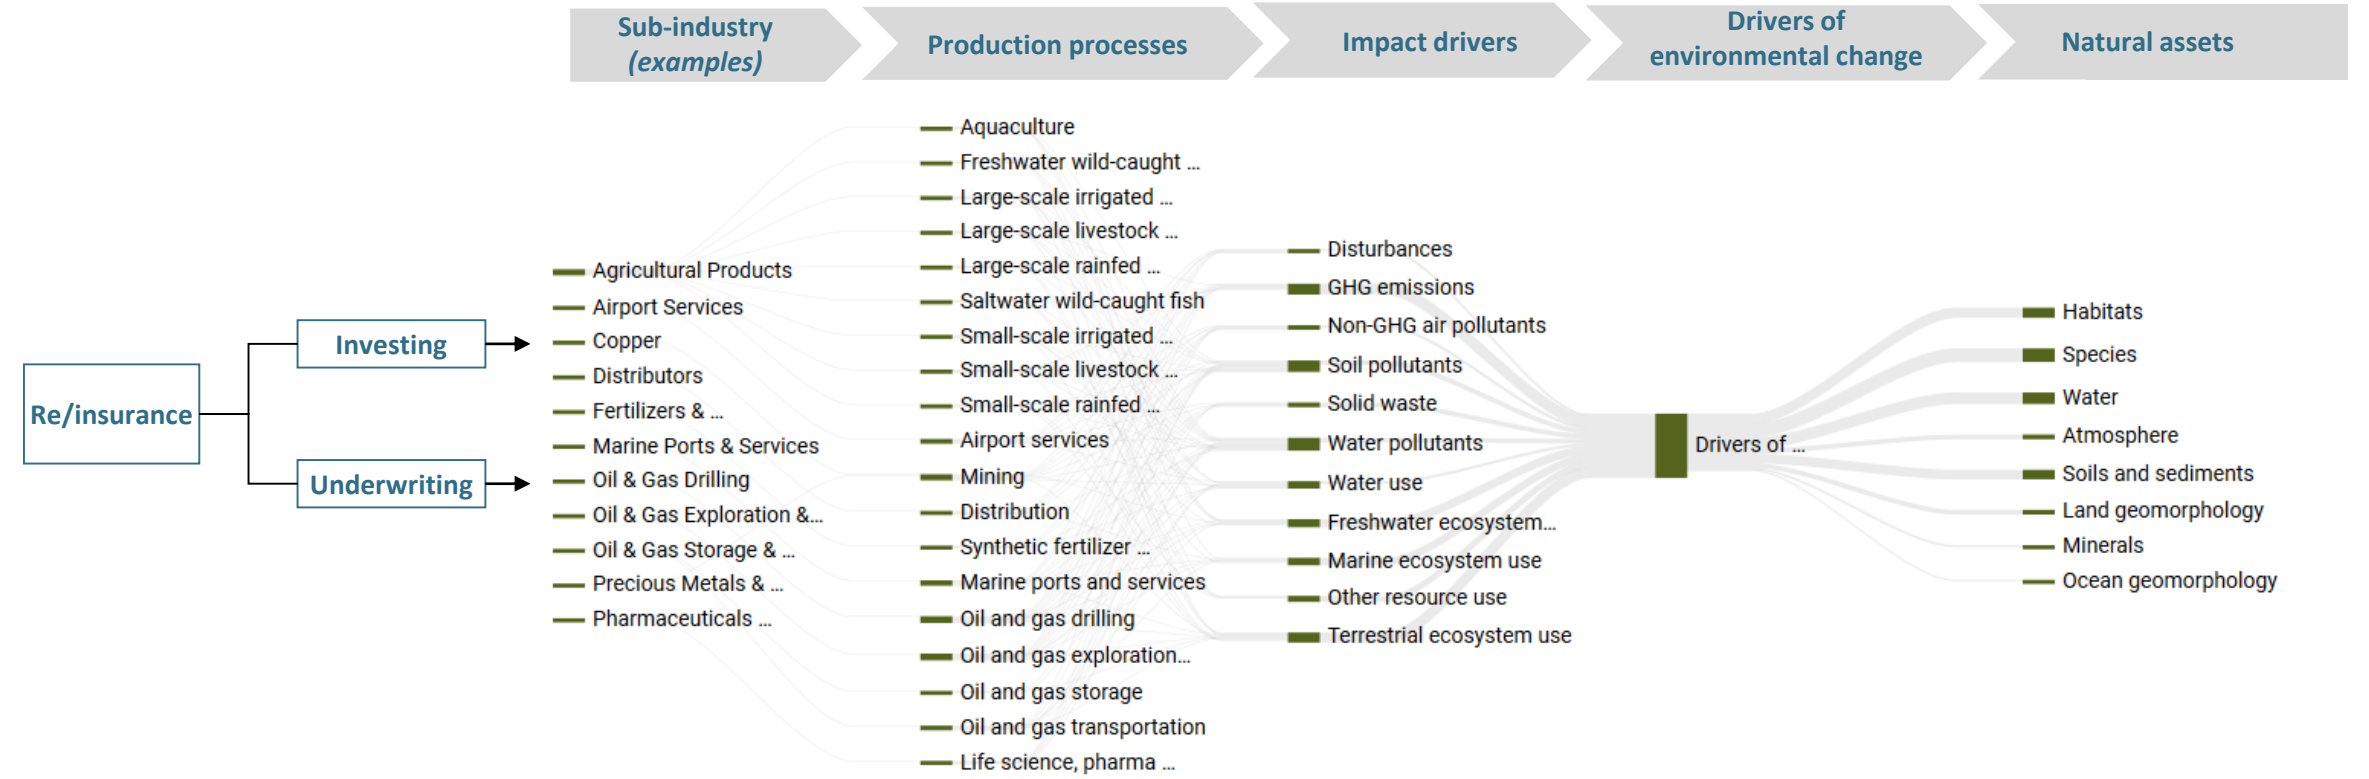 Sub-industry
(examples)
Production processes
Impact drivers
Drivers of
environmental change
Natural assets
Re/insurance
Investing
Underwriting
Agricultural Products
Airport Services
Copper
Distributors
Fertilizers & ...
Marine Ports & Services
Oil & Gas Drilling
Oil & Gas Exploration &...
Oil & Gas Storage & ...
Precious Metals & ...
Pharmaceuticals ...
Aquaculture
Freshwater wild-caught ...
Large-scale irrigated ...
Large-scale livestock ...
Large-scale rainfed ...
Saltwater wild-caught fish
Small-scale irrigated ...
Small-scale livestock ...
Small-scale rainfed ...
Airport services
Mining
Distribution
Synthetic fertilizer ...
Marine ports and services
Oil and gas drilling
Oil and gas exploration...
Oil and gas storage
Oil and gas transportation
Life science, pharma ...
Disturbances
GHG emissions
Non-GHG air pollutants
Soil pollutants
Solid waste
Water pollutants
Water use
Freshwater ecosystem...
Marine ecosystem use
Other resource use
Terrestrial ecosystem use
Drivers of ...
Habitats
Species
Water
Atmosphere
Soils and sediments
Land geomorphology
Minerals
Ocean geomorphology